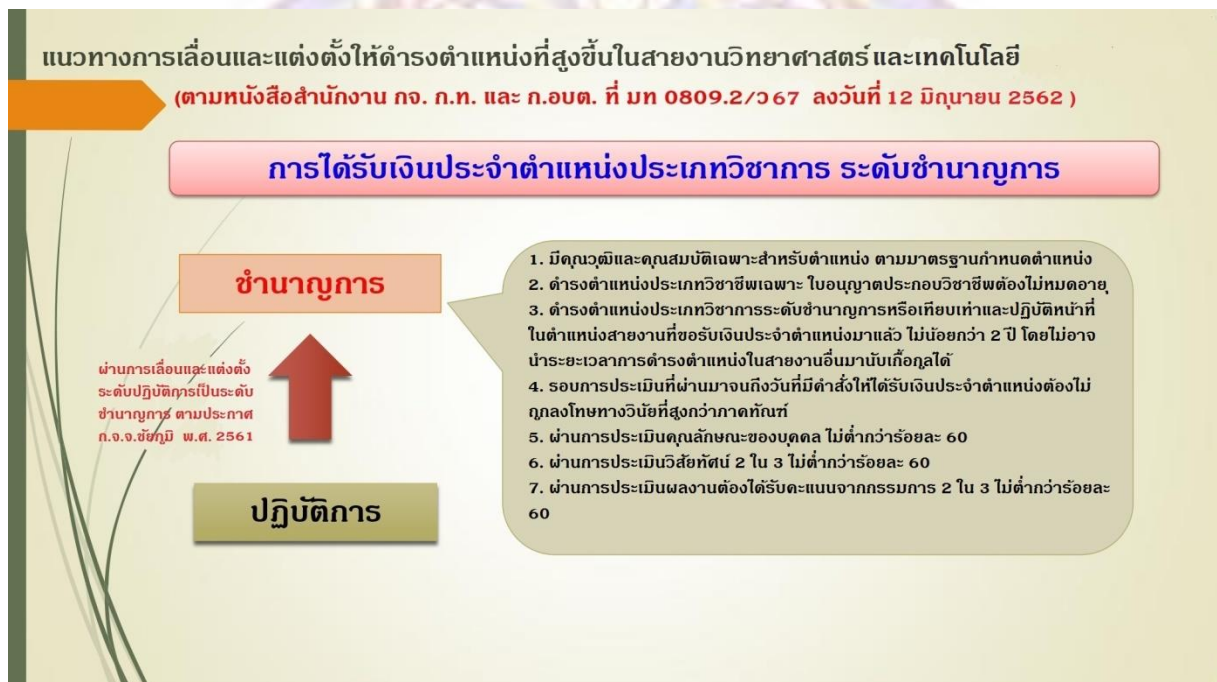 แนวทางการเลื่อนและแต่งตั้งให้ดำรงตำแหน่งที่สูงขึ้นในสายงานวิทยาศาสตร์และเทคโนโลยี
(ตามหนังสือสำนักงาน กจ. ก.ท. และ ก.อบต. ที่ มท 0809.2/ว67 ลงวันที่ 12 มิถุนายน 2562 )
การได้รับเงินประจำตำแหน่งประเภทวิชาการ ระดับชำนาญการ
ชำนาญการ
ผ่านการเลื่อนและแต่งตั้ง
ระดับปฏิบัติการเป็นระดับ
ชำนาญการ ตามประกาศ
ก.จ.จ.ชัยภูมิ พ.ศ. 2561
ปฏิบัติการ
1. มีคุณวุฒิและคุณสมบัติเฉพาะสำหรับตำแหน่ง ตามมาตรฐานกำหนดตำแหน่ง
2. ดำรงตำแหน่งประเภทวิชาชีพเฉพาะ ใบอนุญาตประกอบวิชาชีพต้องไม่หมดอายุ
3. ดำรงตำแหน่งประเภทวิชาการระดับชำนาญการหรือเทียบเท่าและปฏิบัติหน้าที่
ในตำแหน่งสายงานที่ขอรับเงินประจำตำแหน่งมาแล้ว ไม่น้อยกว่า 2 ปี โดยไม่อาจ
นำระยะเวลาการดำรงตำแหน่งในสายงานอื่นมานับเกื้อกูลได้
4. รอบการประเมินที่ผ่านมาจนถึงวันที่มีคำสั่งให้ได้รับเงินประจำตำแหน่งต้องไม่
ถูกลงโทษทางวินัยที่สูงกว่าภาคทัณฑ์
5. ผ่านการประเมินคุณลักษณะของบุคคล ไม่ต่ำกว่าร้อยละ 60
6. ผ่านการประเมินวิสัยทัศน์ 2 ใน 3 ไม่ต่ำกว่าร้อยละ 60
7. ผ่านการประเมินผลงานต้องได้รับคะแนนจากกรรมการ 2 ใน 3 ไม่ต่ำกว่าร้อยละ
60